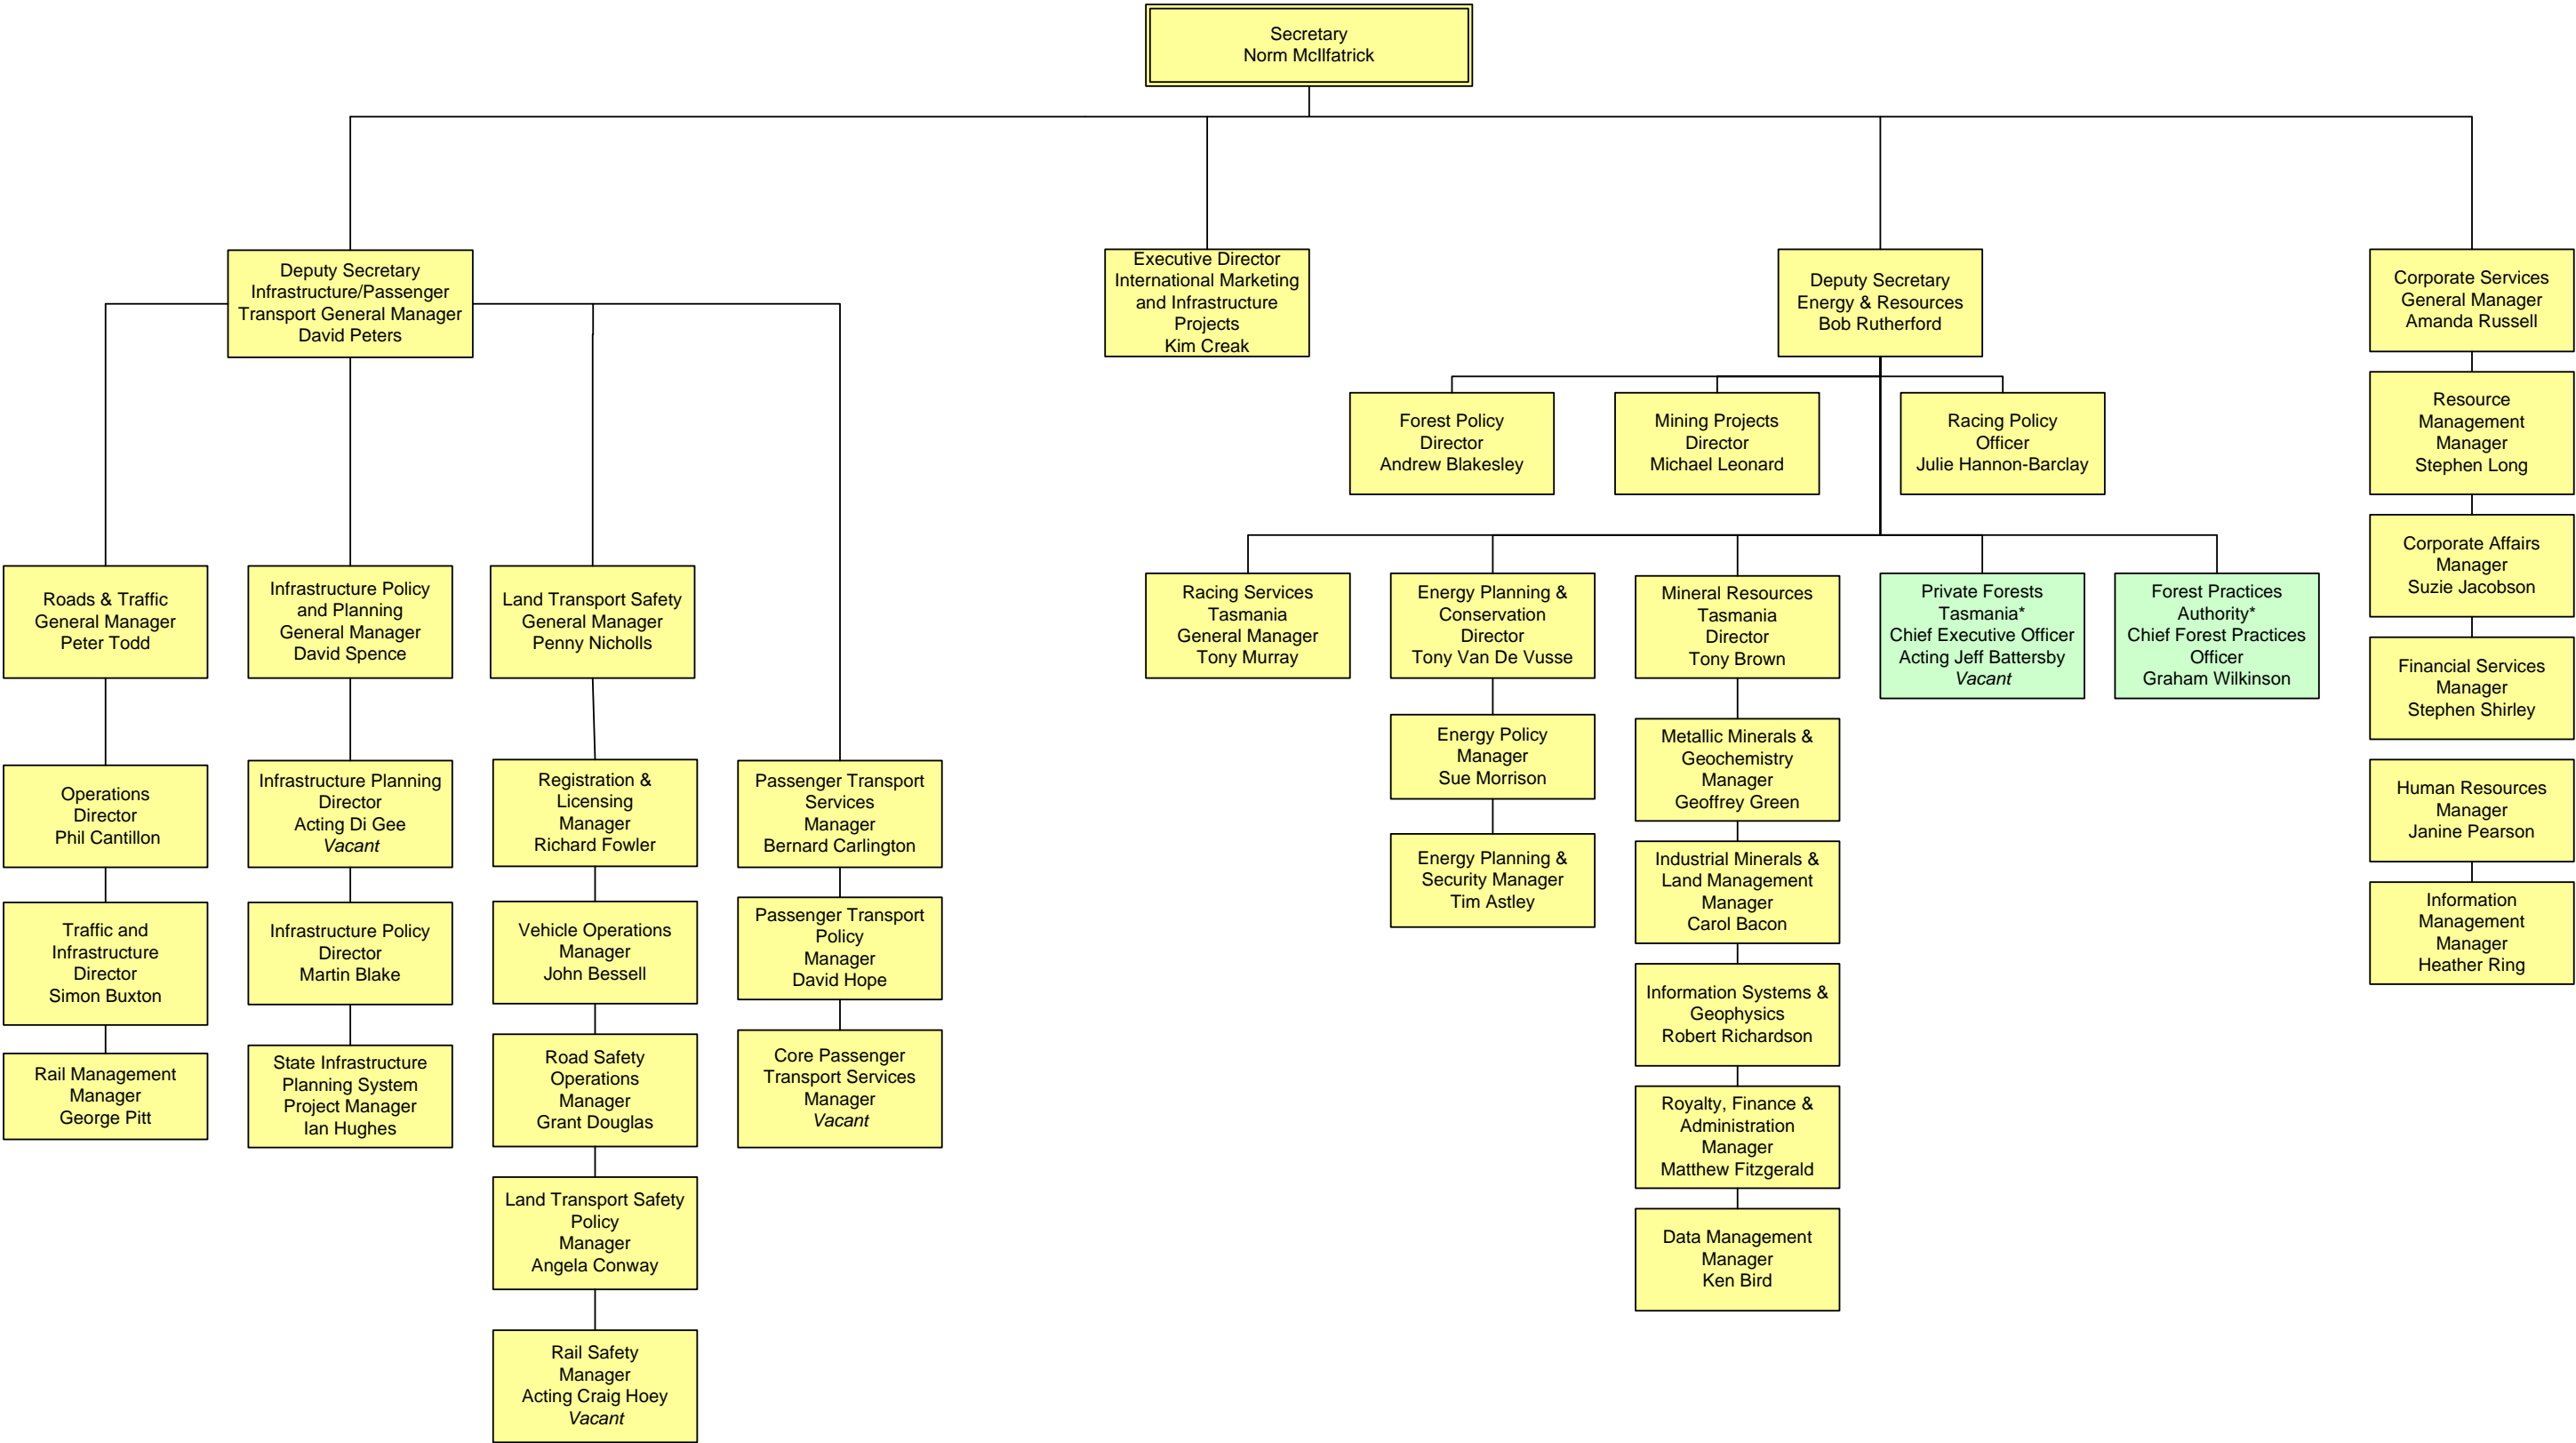 Secretary
Norm McIlfatrick
Deputy Secretary
Infrastructure/Passenger
Transport General Manager
David Peters
Executive Director
International Marketing
and Infrastructure
Projects
Kim Creak
Deputy Secretary
Energy & Resources
Bob Rutherford
Corporate Services
General Manager
Amanda Russell
Forest Policy
Director
Andrew Blakesley
Mining Projects
Director
Michael Leonard
Racing Policy
Officer
Julie Hannon-Barclay
Resource
Management
Manager
Stephen Long
Corporate Affairs
Manager
Suzie Jacobson
Financial Services
Manager
Stephen Shirley
Human Resources
Manager
Janine Pearson
Information
Management
Manager
Heather Ring
Roads & Traffic
General Manager
Peter Todd
Operations
Director
Phil Cantillon
Traffic and
Infrastructure
Director
Simon Buxton
Rail Management
Manager
George Pitt
Infrastructure Policy
and Planning
General Manager
David Spence
Infrastructure Planning
Director
Acting Di Gee
Vacant
Infrastructure Policy
Director
Martin Blake
State Infrastructure
Planning System
Project Manager
Ian Hughes
Land Transport Safety
General Manager
Penny Nicholls
Registration &
Licensing
Manager
Richard Fowler
Vehicle Operations
Manager
John Bessell
Road Safety
Operations
Manager
Grant Douglas
Land Transport Safety
Policy
Manager
Angela Conway
Rail Safety
Manager
Acting Craig Hoey
Vacant
Passenger Transport
Services
Manager
Bernard Carlington
Passenger Transport
Policy
Manager
David Hope
Core Passenger
Transport Services
Manager
Vacant
Racing Services
Tasmania
General Manager
Tony Murray
Energy Planning &
Conservation
Director
Tony Van De Vusse
Energy Policy
Manager
Sue Morrison
Energy Planning &
Security Manager
Tim Astley
Mineral Resources
Tasmania
Director
Tony Brown
Metallic Minerals &
Geochemistry
Manager
Geoffrey Green
Industrial Minerals &
Land Management
Manager
Carol Bacon
Information Systems &
Geophysics
Robert Richardson
Royalty, Finance &
Administration
Manager
Matthew Fitzgerald
Data Management
Manager
Ken Bird
Private Forests
Tasmania*
Chief Executive Officer
Acting Jeff Battersby
Vacant
Forest Practices
Authority*
Chief Forest Practices
Officer
Graham Wilkinson